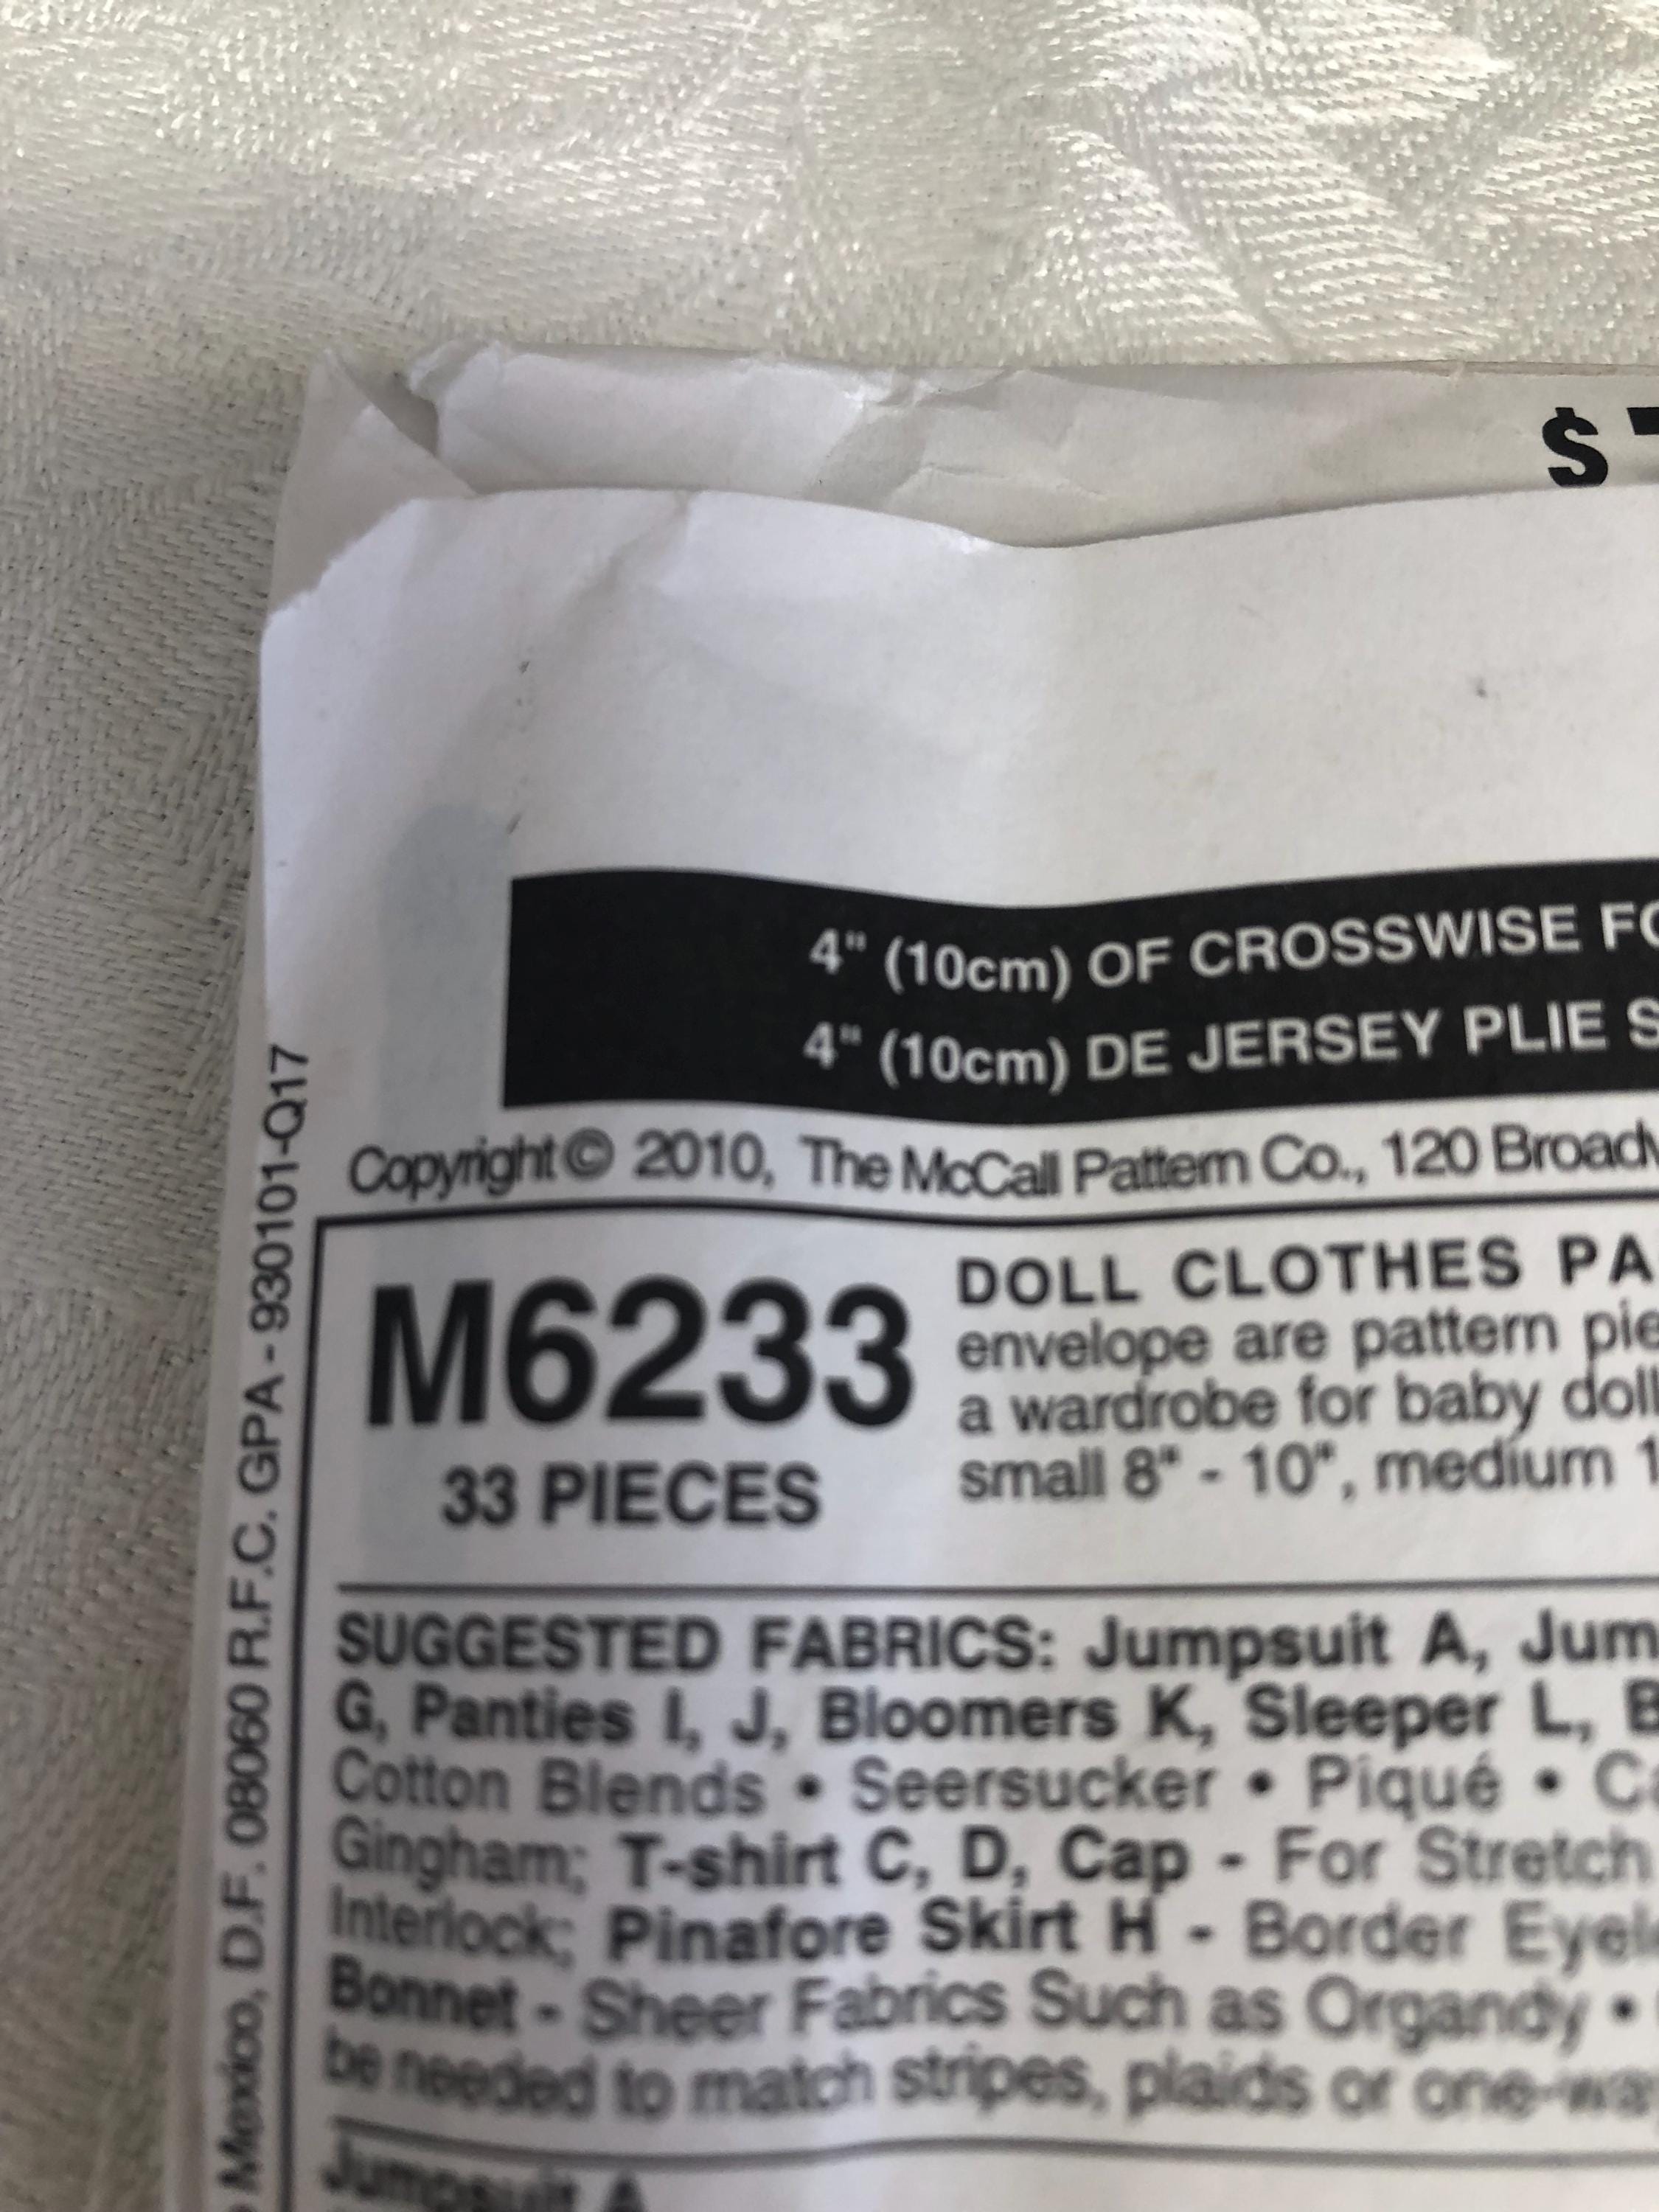 $
4" (10cm) OF CROSSWISE
4" (10cm) DE JERSEY PLIE
Copyright © 2010, The McCall Pattern Co., 120
M6233
33 PIECES
DOLL CLOTHES
envelope are pattern
a wardrobe for baby
small 8" - 10", medium
SUGGESTED FABRICS: Jumpsuit A,
G, Panties I, J, Bloomers K, Sleeper L,
Cotton Blends • Seersucker • Piqué •
Gingham; T-shirt C, D, Cap - For Stretch
Interlock; Pinafore Skirt H - Border
Bonnet - Sheer Fabrics Such as Organdy •
be needed to match stripes, plaids or
Jumpsuit A
Mexico, D.F. 08060 R.F.C. GPA - 930101-Q17